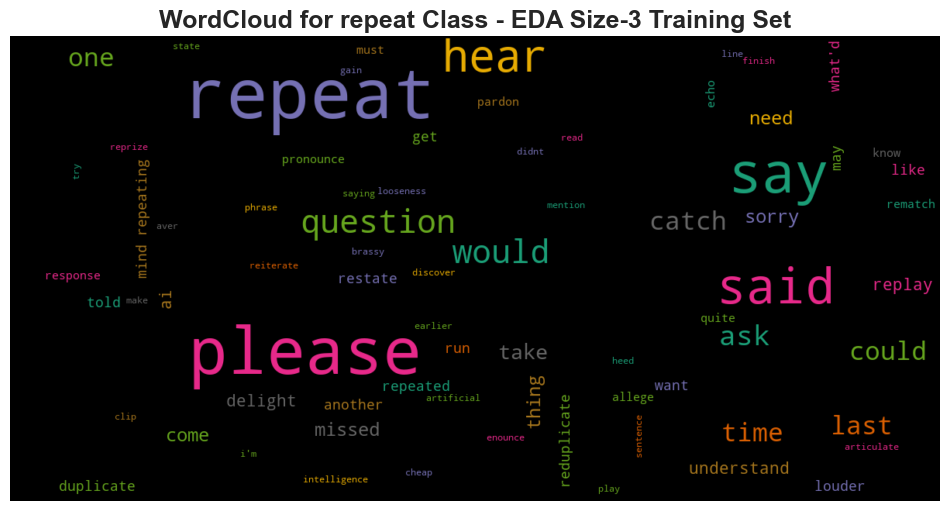 WordCloud for repeat Class - EDA Size-3 Training Set
state
must
hear
line
finish
what'd
one
gain
repeat
pardon
echo
need
get
read
reprize
pronounce
didnt
may
know
try
mind repeating
saying
looseness
say
like
phrase
mention
rematch
aver
question
catch
sorry
brassy
would
reiterate
discover
response
restate
said
replay
told
make
ai
quite
earlier
ask
please
run
take
heed
could
repeated
want
delight
another
artificial
thing
reduplicate
allege
clip
come
missed
enounce
sentence
time
last
articulate
i'm
understand
intelligence
cheap
duplicate
play
louder